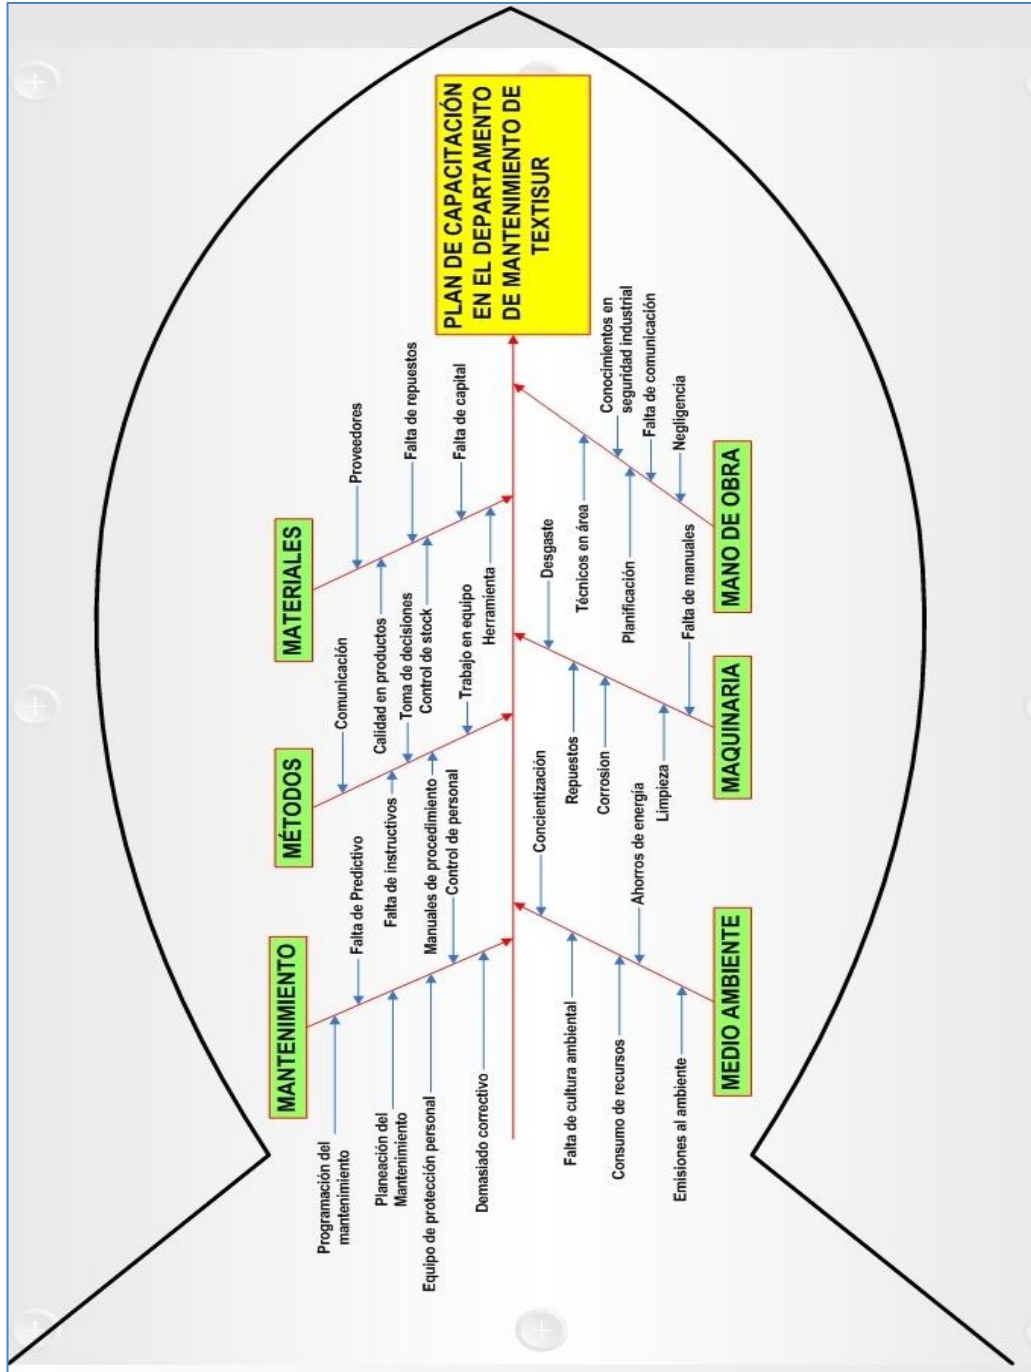 MANTENIMIENTO
Programación del
mantenimiento
Falta de Predictivo
Planeación del
Mantenimiento
Equipo de protección personal
Control de personal
Demasiado correctivo
MÉTODOS
Comunicación
Falta de instructivos
Toma de decisiones
Manuales de procedimiento
Trabajo en equipo
MATERIALES
Proveedores
Calidad en productos
Falta de repuestos
Control de stock
Falta de capital
Herramienta
PLAN DE CAPACITACIÓN
EN EL DEPARTAMENTO
DE MANTENIMIENTO DE
TEXTISUR
Concientización
Falta de cultura ambiental
Consumo de recursos
Ahorros de energía
Emisiones al ambiente
MEDIO AMBIENTE
Desgaste
Repuestos
Corrosion
Limpieza
Falta de manuales
MAQUINARIA
Técnicos en área
Conocimientos en
seguridad industrial
Planificación
Falta de comunicación
Negligencia
MANO DE OBRA